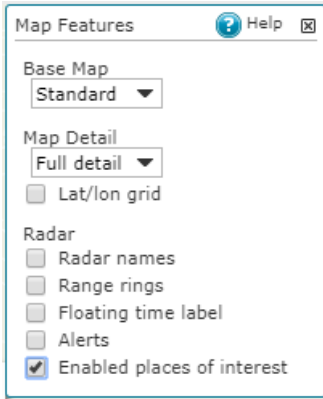 Map Features
Help
Base Map
Standard
Map Detail
Full detail
Lat/lon grid
Radar
Radar names
Range rings
Floating time label
Alerts
Enabled places of interest